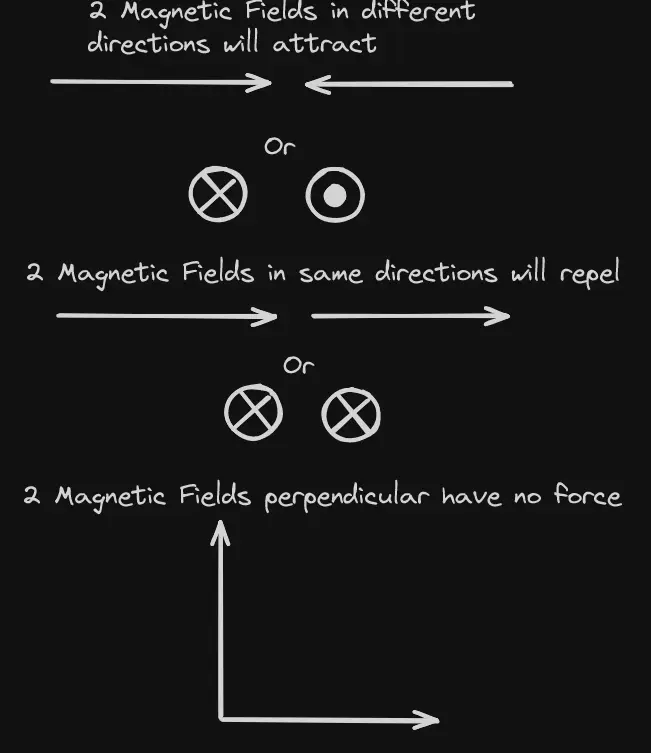 2 Magnetic Fields in different
directions will attract
Or
2 Magnetic Fields in same directions will repel
Or
2 Magnetic Fields perpendicular have no force